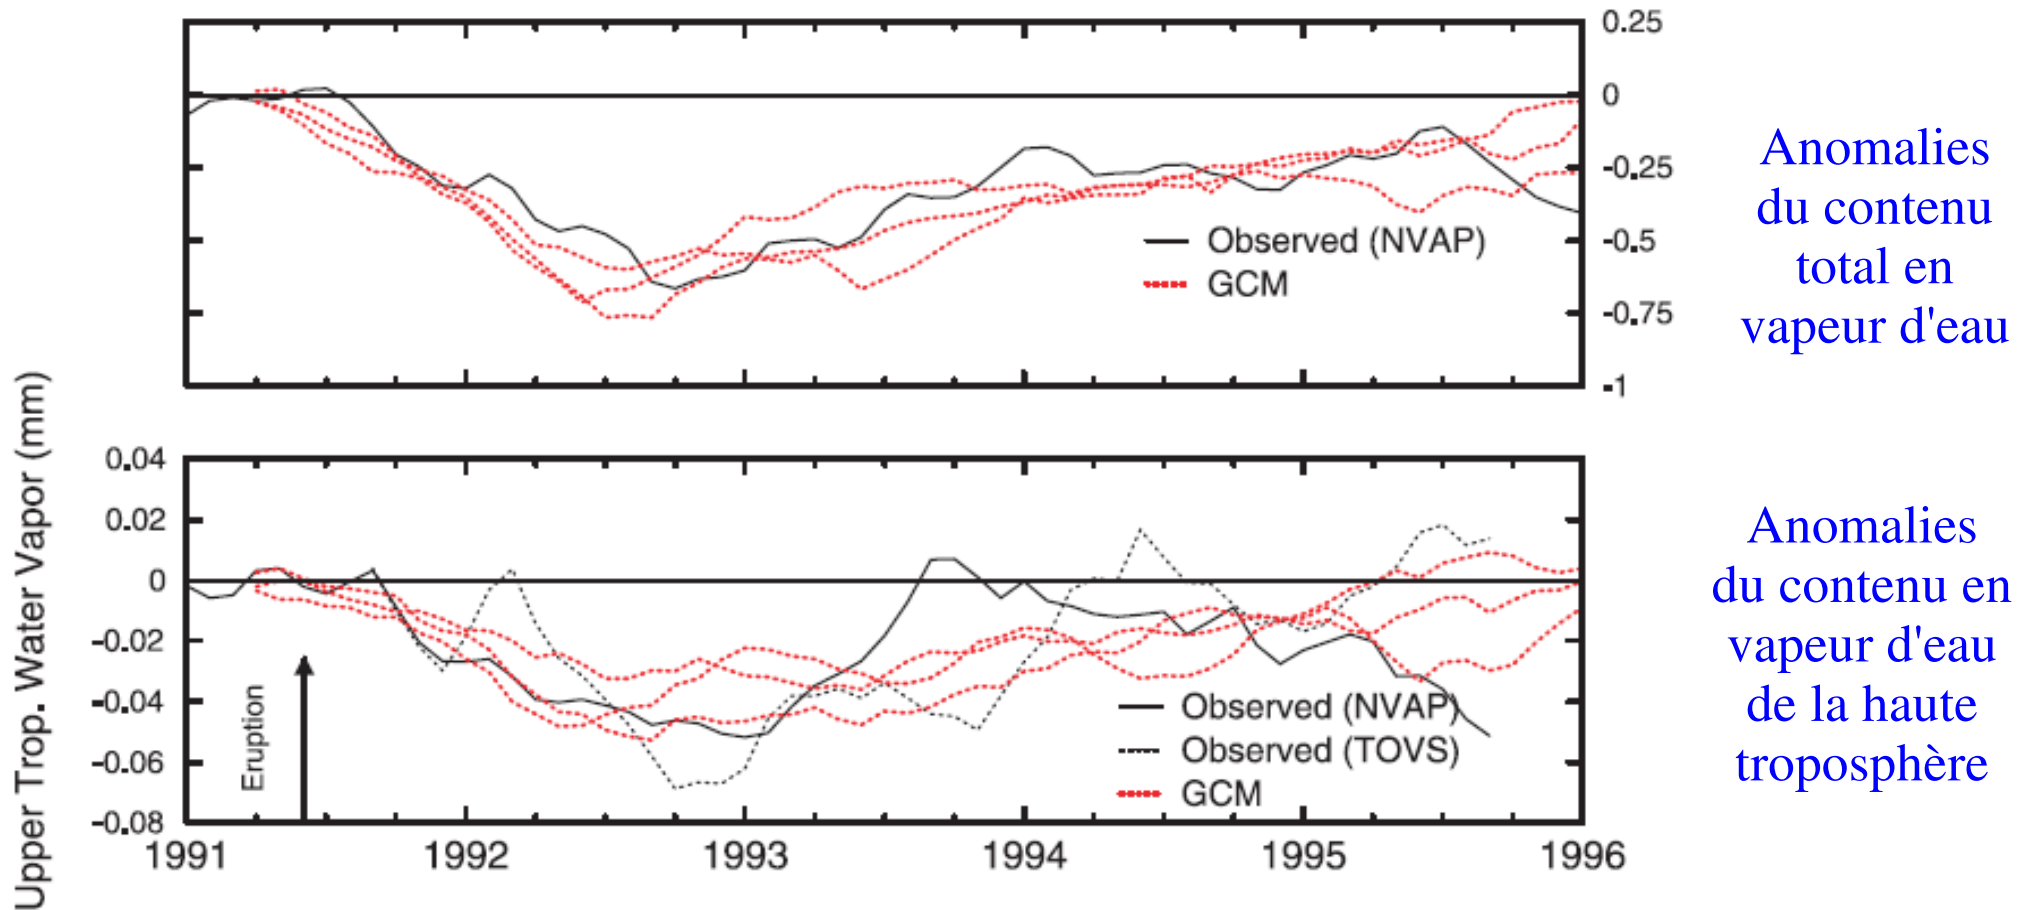 0.25
0
-0.25
-0.5
-0.75
-1
Observed (NVAP)
GCM
Anomalies
du contenu
total en
vapeur d'eau
Upper Trop. Water Vapor (mm)
0.04
0.02
0
-0.02
-0.04
-0.06
-0.08
Eruption
Observed (NVAP)
Observed (TOVS)
GCM
1991
1992
1993
1994
1995
1996
Anomalies
du contenu en
vapeur d'eau
de la haute
troposphère